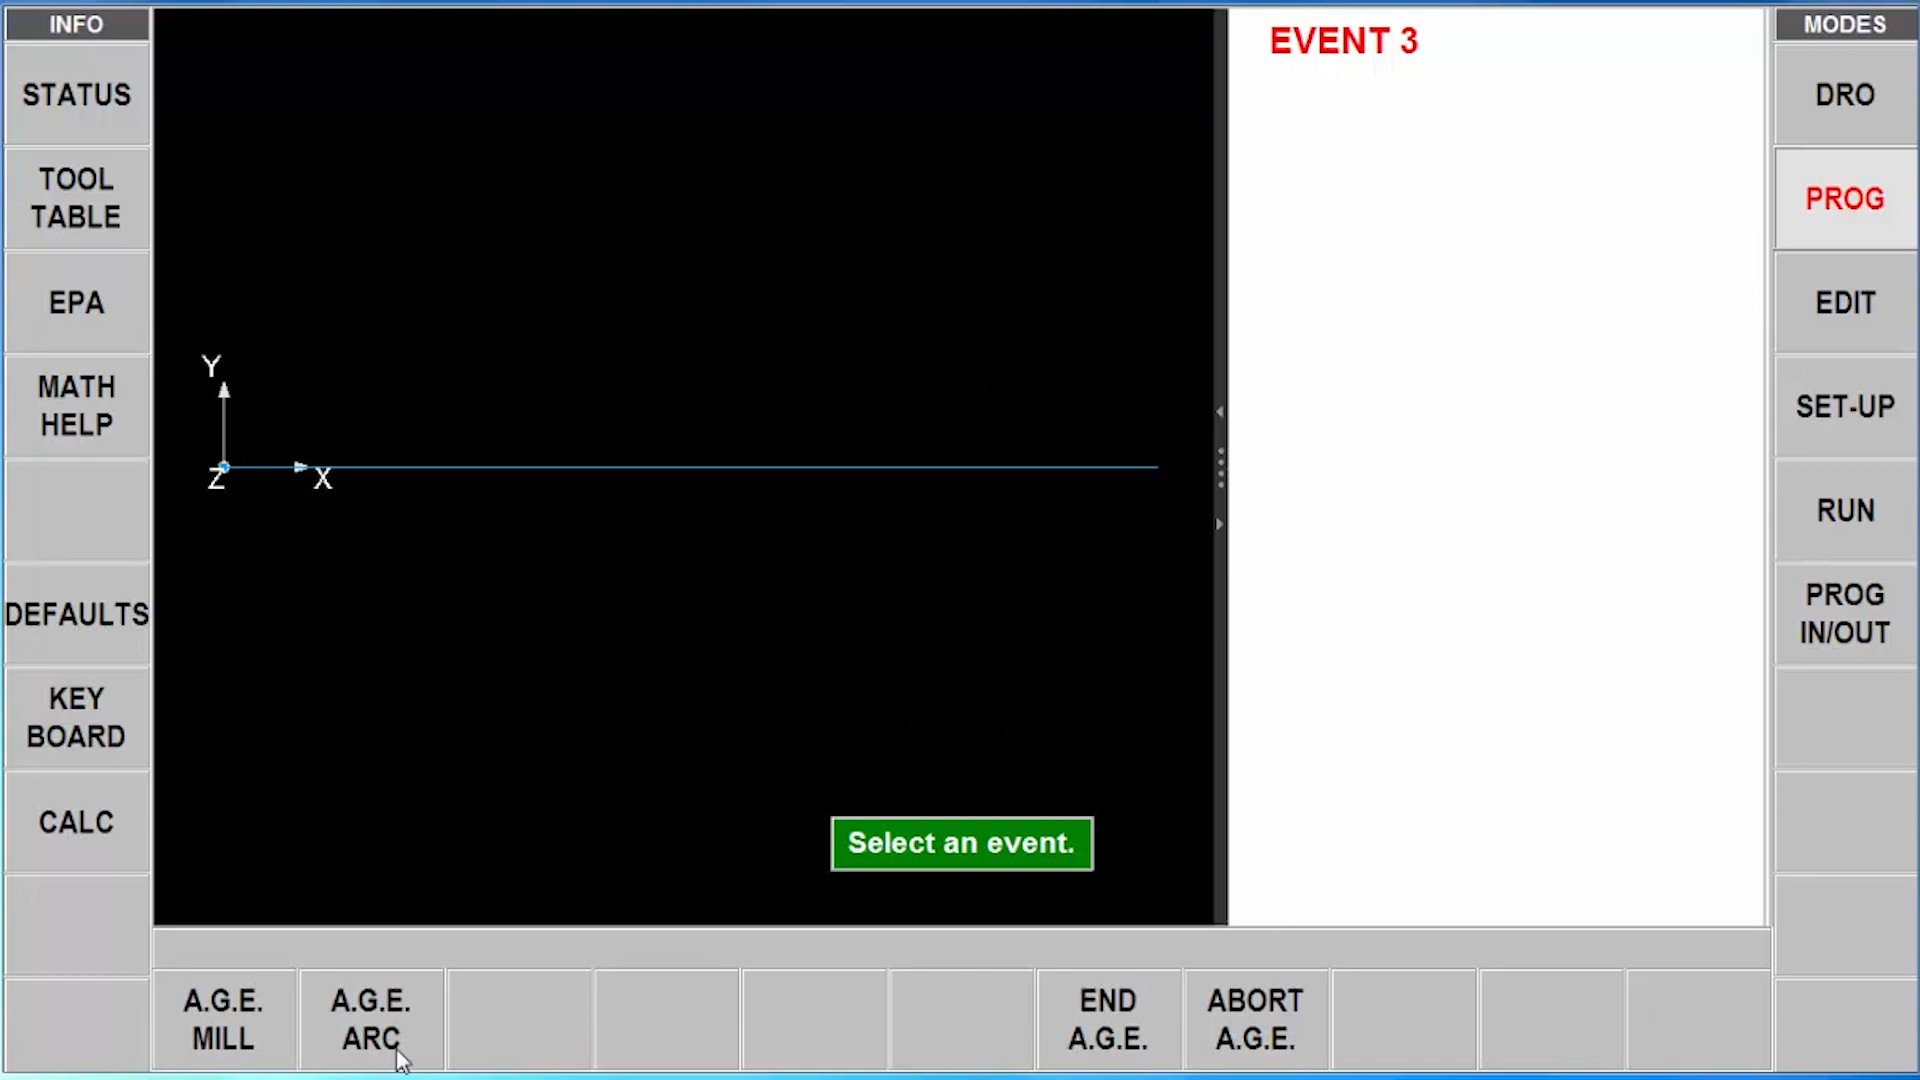 INFO
STATUS
TOOL
TABLE
EPA
MATH
HELP
DEFAULTS
KEY
BOARD
CALC
Y
Z
X
Select an event.
EVENT 3
MODES
DRO
PROG
EDIT
SET-UP
RUN
PROG
IN/OUT
A.G.E.
MILL
A.G.E.
ARC
END
A.G.E.
ABORT
A.G.E.